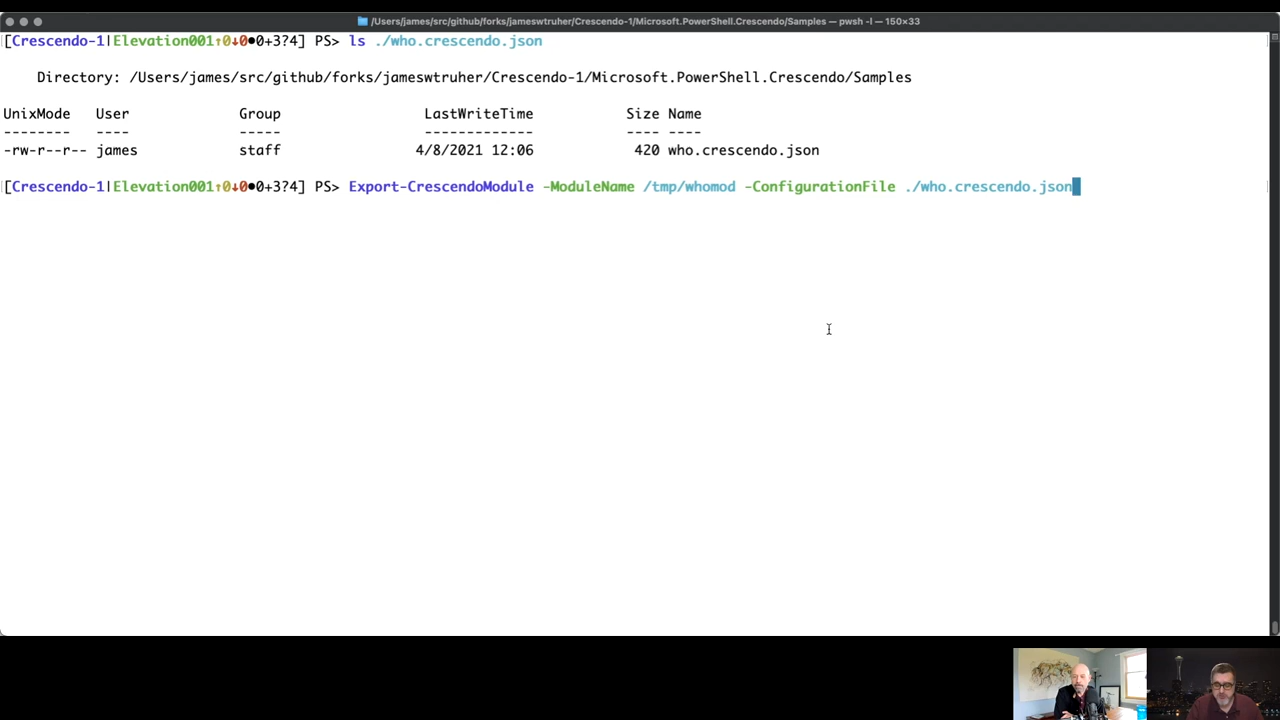 /Users/james/src/github/forks/jameswtruher/Crescendo-1/Microsoft.PowerShell.Crescendo/Samples — pwsh -l — 150×33
[Crescendo-1|Elevation001↑0↓0●0+3?4] PS> ls ./who.crescendo.json
Directory: /Users/james/src/github/forks/jameswtruher/Crescendo-1/Microsoft.PowerShell.Crescendo/Samples
UnixMode   User             Group                 LastWriteTime           Size Name
--------   ----             -----                 -------------           ---- ----
-rw-r--r-- james            staff                4/8/2021 12:06            420 who.crescendo.json
[Crescendo-1|Elevation001↑0↓0●0+3?4] PS> Export-CrescendoModule -ModuleName /tmp/whomod -ConfigurationFile ./who.crescendo.json